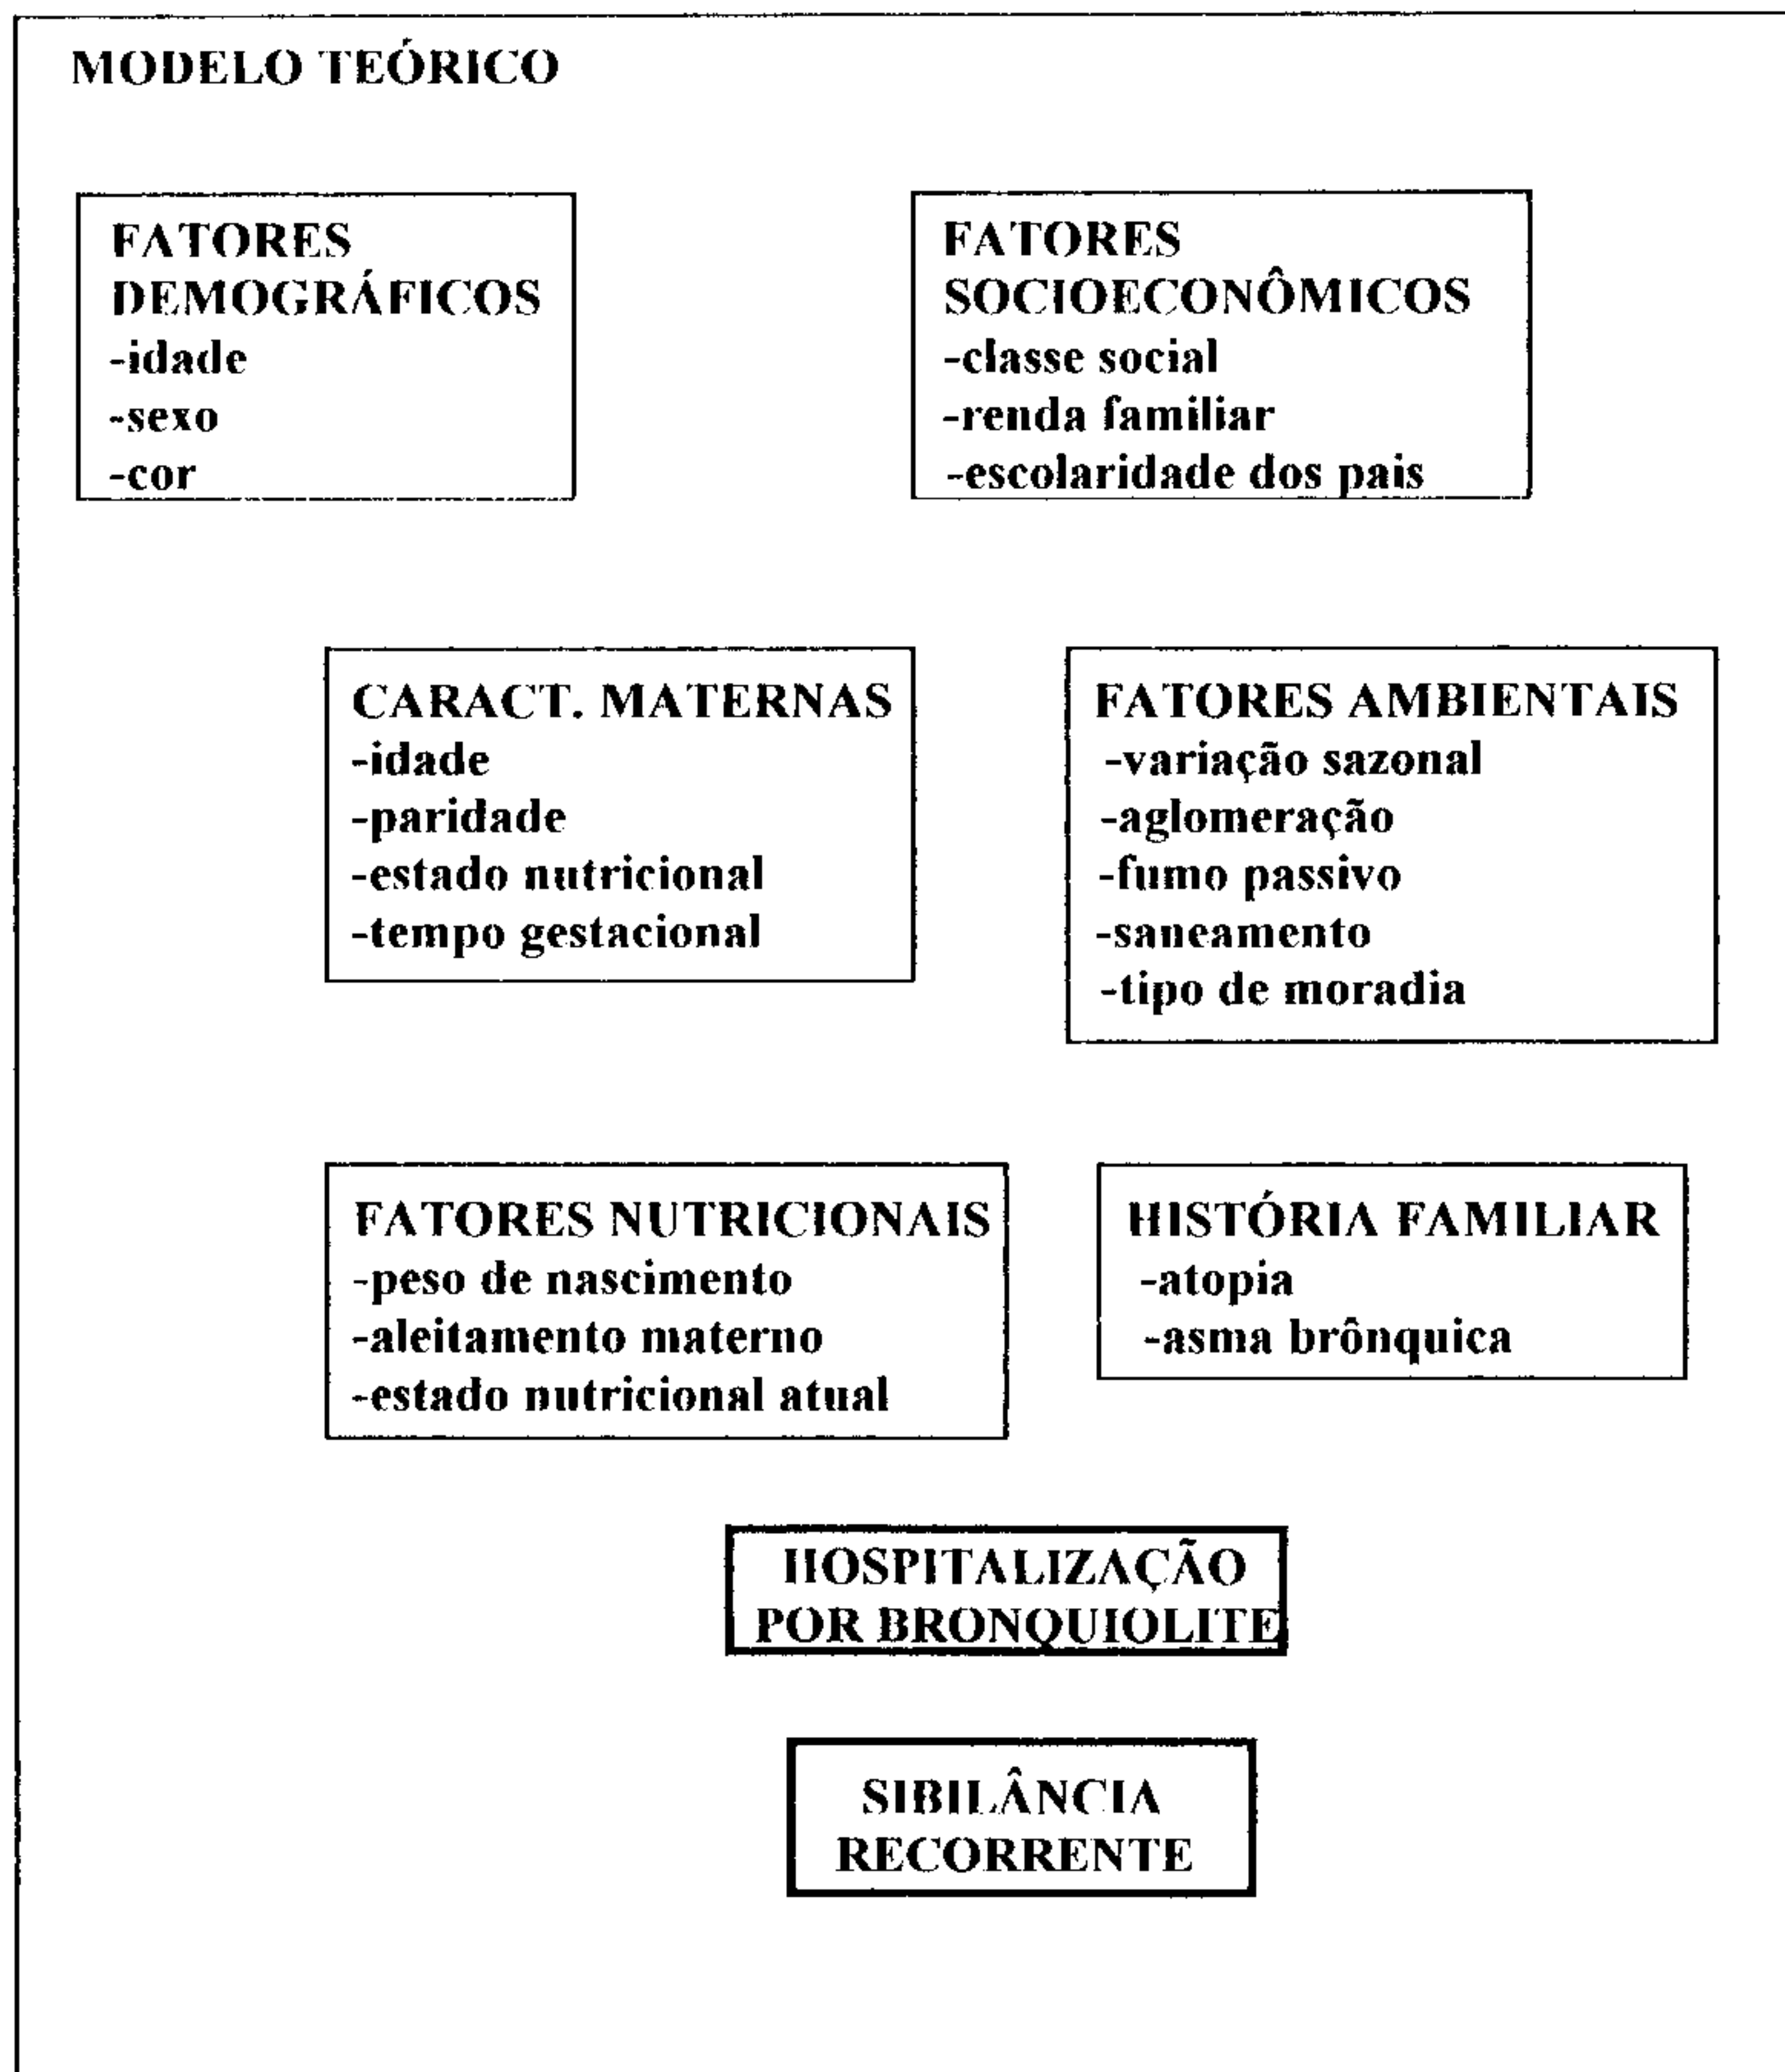 MODELO TEÓRICO
FATORES
DEMOGRÁFICOS
-idade
-sexo
-cor
FATORES
SOCIOECONÔMICOS
-classe social
-renda familiar
-escolaridade dos pais
CARACT. MATERNAS
-idade
-paridade
-estado nutricional
-tempo gestacional
FATORES AMBIENTAIS
-variação sazonal
-aglomeração
-fumo passivo
-saneamento
-tipo de moradia
FATORES NUTRICIONAIS
-peso de nascimento
-aleitamento materno
-estado nutricional atual
HISTÓRIA FAMILIAR
-atopia
-asma brônquica
HOSPITALIZAÇÃO
POR BRONQUIOLITE
SIBILÂNCIA
RECORRENTE